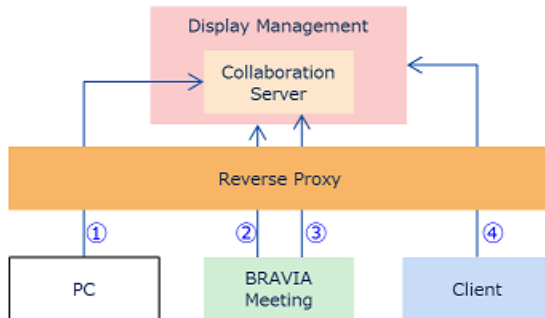 Display Management
Collaboration
Server
Reverse Proxy
①
②
③
④
PC
BRAVIA
Meeting
Client